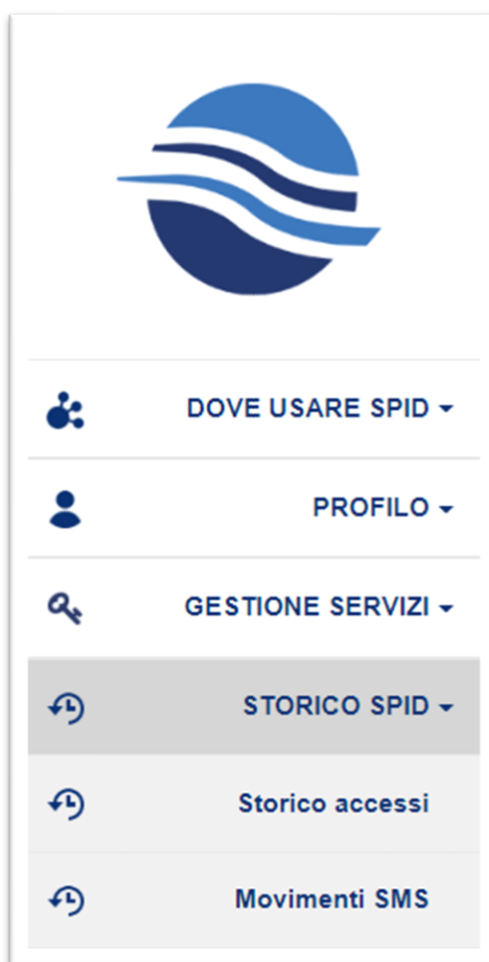 DOVE USARE SPID
PROFILO
GESTIONE SERVIZI
STORICO SPID
Storico accessi
Movimenti SMS